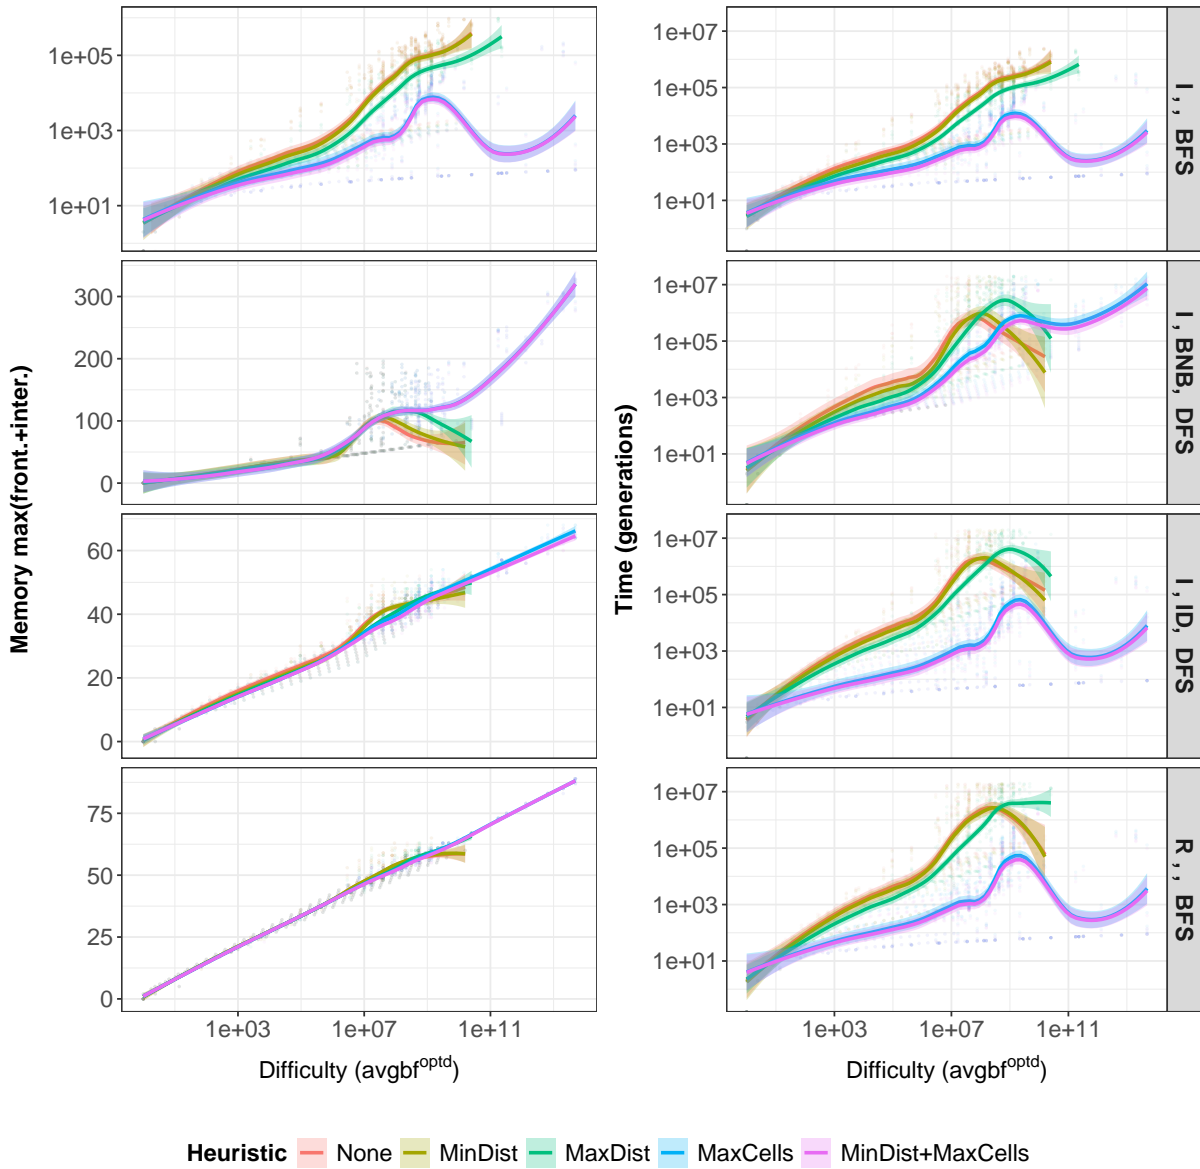 1e+05
1e+03
1e+01
1e+07
1e+05
1e+03
1e+01
I , , BFS
300
200
100
0
1e+07
1e+05
1e+03
1e+01
I , BNB, DFS
60
40
20
0
1e+07
1e+05
1e+03
1e+01
I , ID, DFS
75
50
25
0
1e+07
1e+05
1e+03
1e+01
R , , BFS
Memory max(front.+inter.)
Time (generations)
1e+03 1e+07 1e+11
1e+03 1e+07 1e+11
Difficulty (avgbf^optd)
Difficulty (avgbf^optd)
Heuristic None MinDist MaxDist MaxCells MinDist+MaxCells